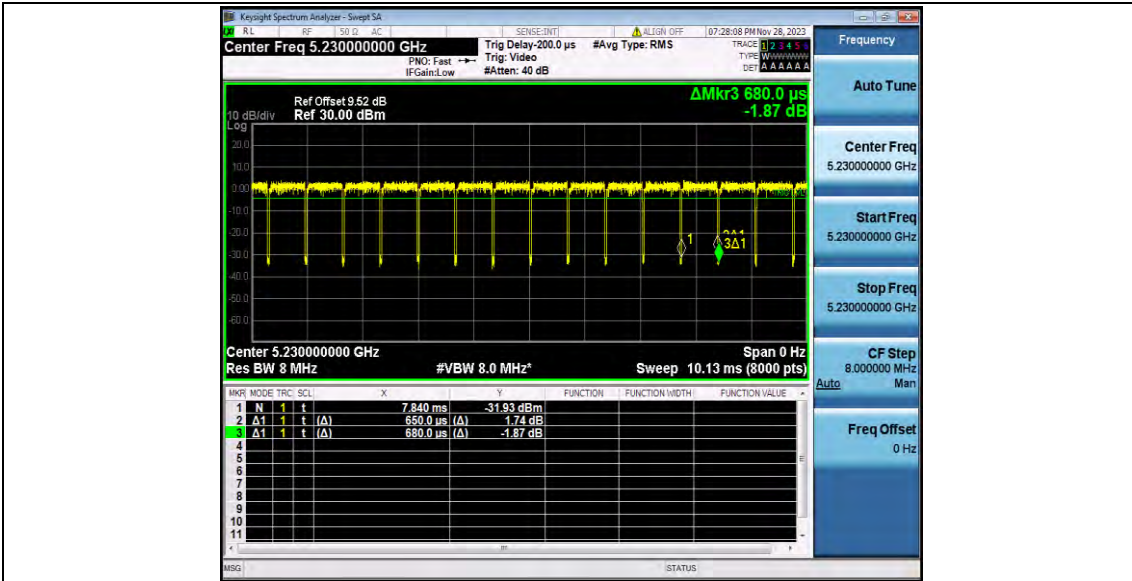 Keysight Spectrum Analyzer - Swept SA
RL RF 50 Ω AC SENSE:INT ALIGN OFF 07:28:08 PM Nov 28, 2023
Center Freq 5.230000000 GHz
PNO: Fast
IFGain:Low
Trig Delay-200.0 µs
Trig: Video
#Atten: 40 dB
#Avg Type: RMS
TRACE 1 2 3 4 5 6
TYPE WWWWWW
DET A A A A A A
ΔMkr3 680.0 µs
-1.87 dB
10 dB/div
Log
Ref Offset 9.52 dB
Ref 30.00 dBm
20.0
10.0
0.00
-10.0
-20.0
-30.0
-40.0
-50.0
-60.0
1
3Δ1
Center 5.230000000 GHz Span 0 Hz
Res BW 8 MHz #VBW 8.0 MHz* Sweep 10.13 ms (8000 pts)
MKR MODE TRC SCL X Y FUNCTION FUNCTION WIDTH FUNCTION VALUE
1 N 1 t 7.840 ms -31.93 dBm
2 Δ1 1 t (Δ) 650.0 µs (Δ) 1.74 dB
3 Δ1 1 t (Δ) 680.0 µs (Δ) -1.87 dB
4
5
6
7
8
9
10
11
MSG STATUS
Frequency
Auto Tune
Center Freq
5.230000000 GHz
Start Freq
5.230000000 GHz
Stop Freq
5.230000000 GHz
CF Step
8.000000 MHz
Auto Man
Freq Offset
0 Hz